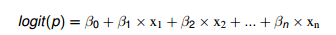 logit(p) = β0 + β1 × x1 + β2 × x2 + ... + βn × xn